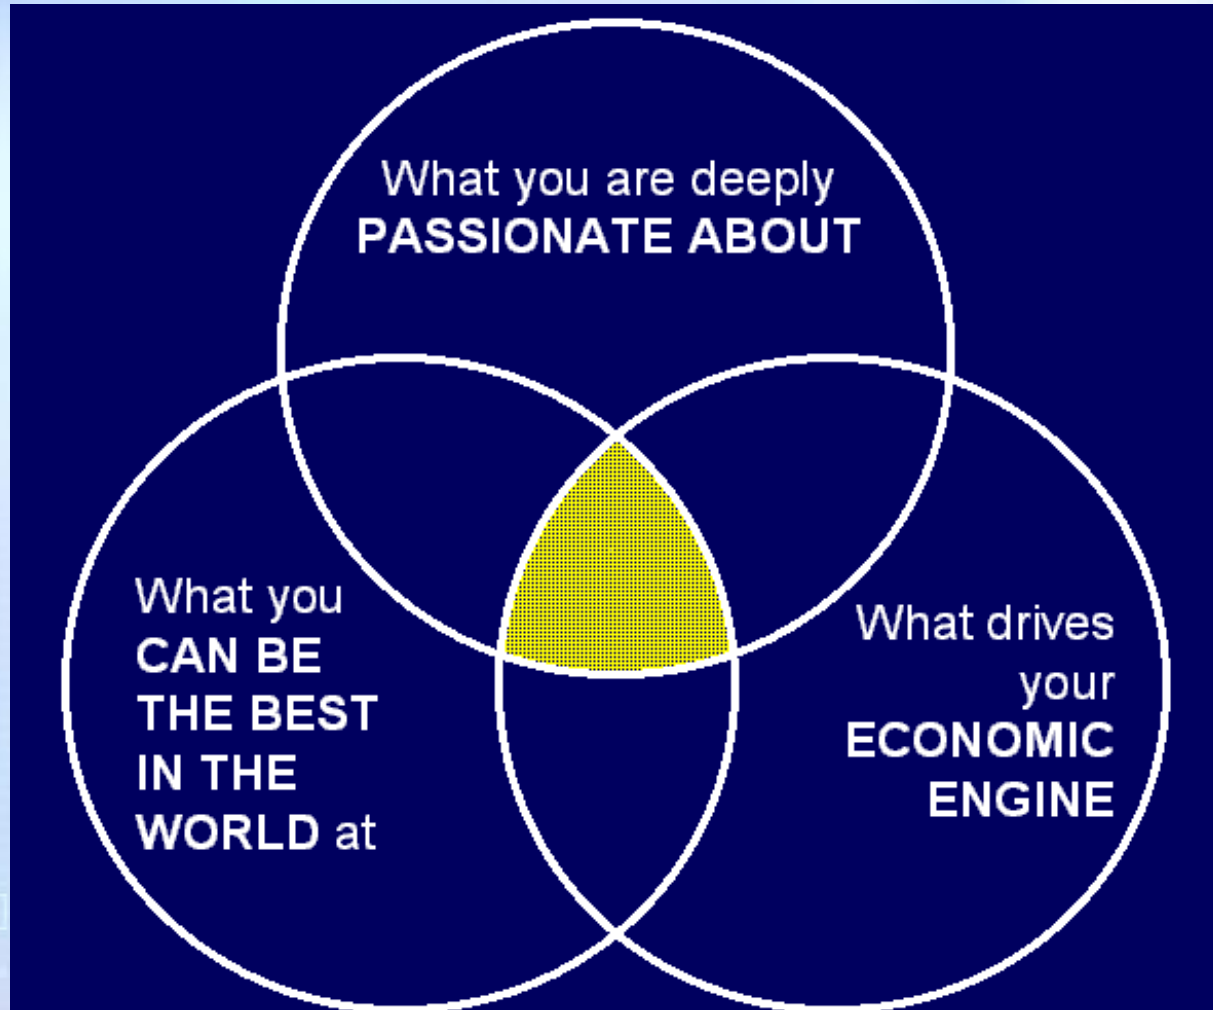 What you are deeply
PASSIONATE ABOUT
What you
CAN BE
THE BEST
IN THE
WORLD at
What drives
your
ECONOMIC
ENGINE